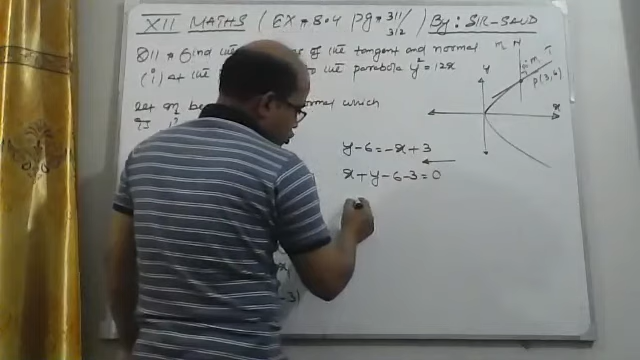 XII MATHS (EX # 8.4 pg # 311/312) By: SIR-SAUD
Q11 # Find the of the tangent and normal
(i) at the to the parabola y² = 12x
Let m be normal which
y-6=-x+3
x+y-6-3=0
-3)
M N T
m
P(3,6)
Y
X